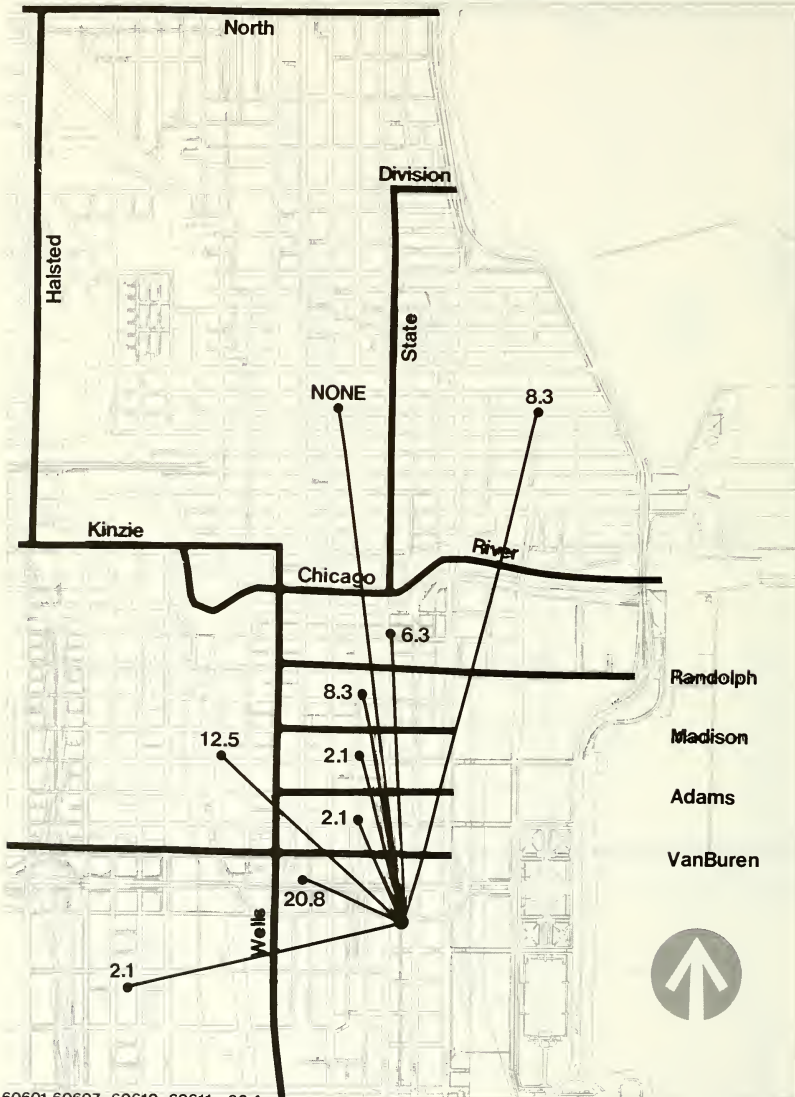 North
Division
Halsted
State
NONE
8.3
Kinzie
River
Chicago
6.3
Randolph
8.3
Madison
12.5
2.1
Adams
2.1
VanBuren
20.8
Wells
2.1